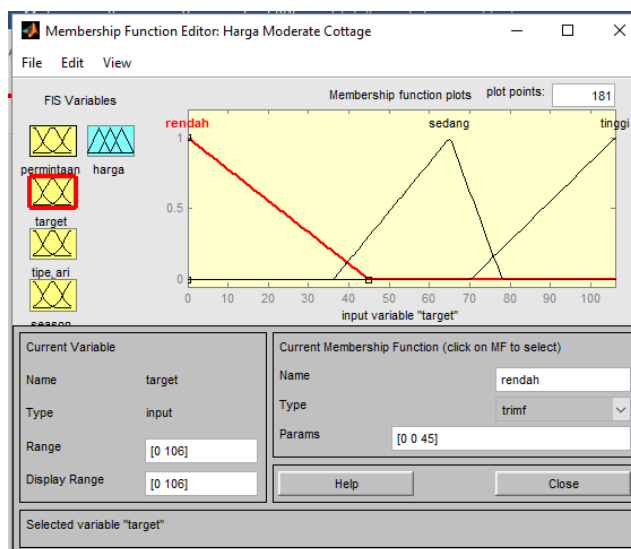 Membership Function Editor: Harga Moderate Cottage
File Edit View
FIS Variables
Membership function plots plot points: 181
permintaan harga
target
tipe_ari
season
rendah sedang tinggi
1
0.5
0
0 10 20 30 40 50 60 70 80 90 100
input variable "target"
Current Variable
Name target
Type input
Range [0 106]
Display Range [0 106]
Current Membership Function (click on MF to select)
Name rendah
Type trimf
Params [0 0 45]
Help Close
Selected variable "target"